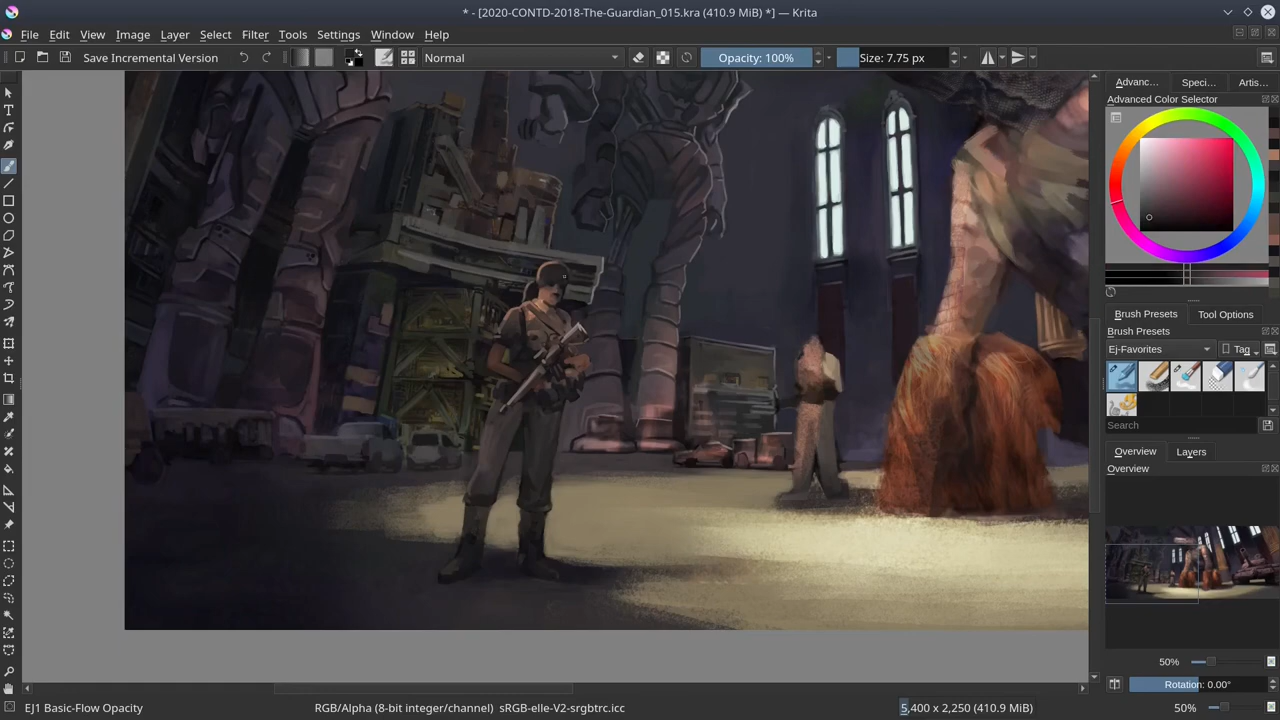 * - [2020-CONTD-2018-The-Guardian_015.kra (410.9 MiB) *] — Krita
File Edit View Image Layer Select Filter Tools Settings Window Help
Save Incremental Version
Normal
Opacity: 100%
Size: 7.75 px
Advanc... Speci... Artis...
Advanced Color Selector
Brush Presets Tool Options
Brush Presets
Ej-Favorites
Tag
Search
Overview Layers
Overview
50%
Rotation: 0.00°
EJ1 Basic-Flow Opacity
RGB/Alpha (8-bit integer/channel) sRGB-elle-V2-srgbtrc.icc
5,400 x 2,250 (410.9 MiB)
50%